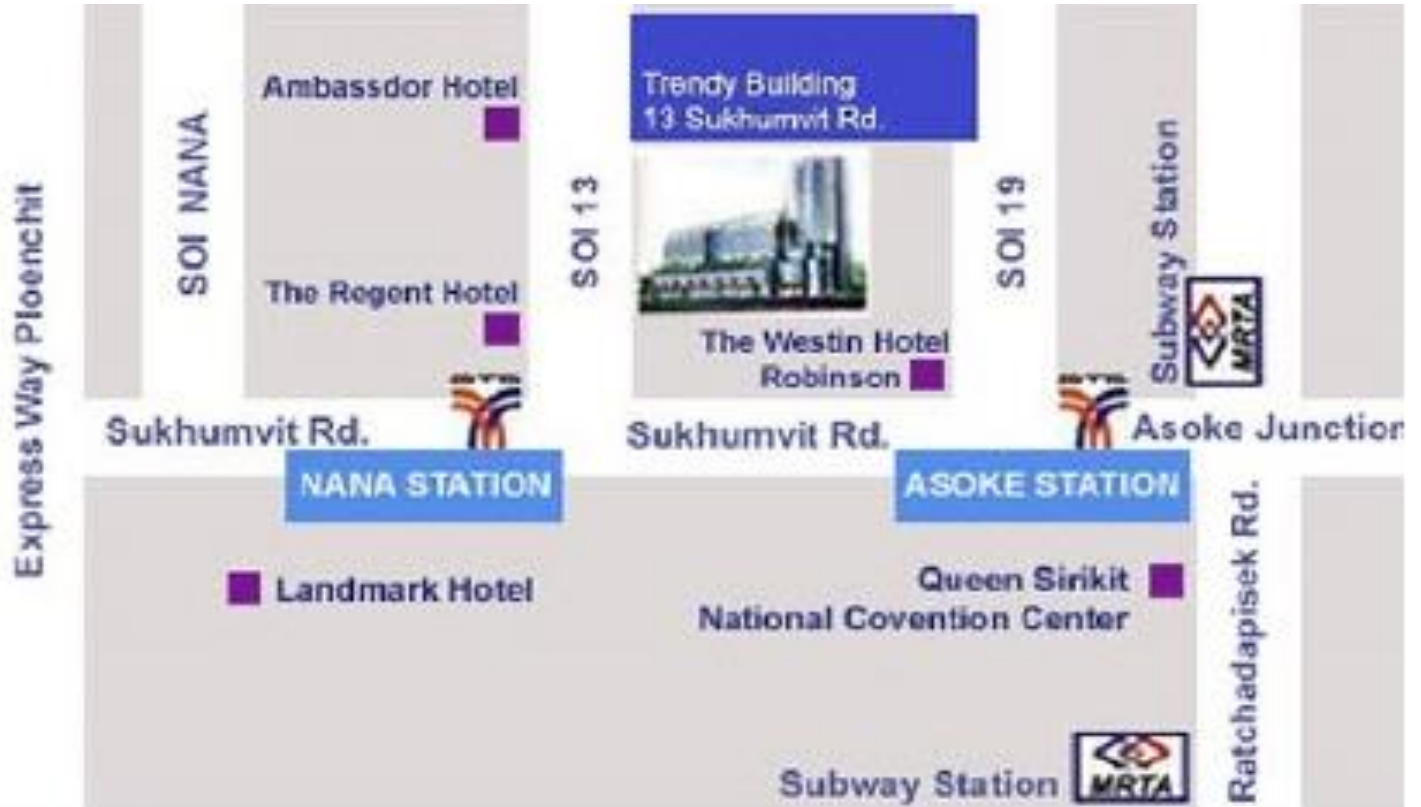 Ambassdor Hotel
Trendy Building
13 Sukhumvit Rd.
Express Way Ploenchit
SOI NANA
SOI 13
SOI 19
Subway Station
MRTA
The Regent Hotel
The Westin Hotel
Robinson
BTS
BTS
Sukhumvit Rd.
Sukhumvit Rd.
Asoke Junction
NANA STATION
ASOKE STATION
Landmark Hotel
Queen Sirikit
National Covention Center
Ratchadapisek Rd.
Subway Station
MRTA